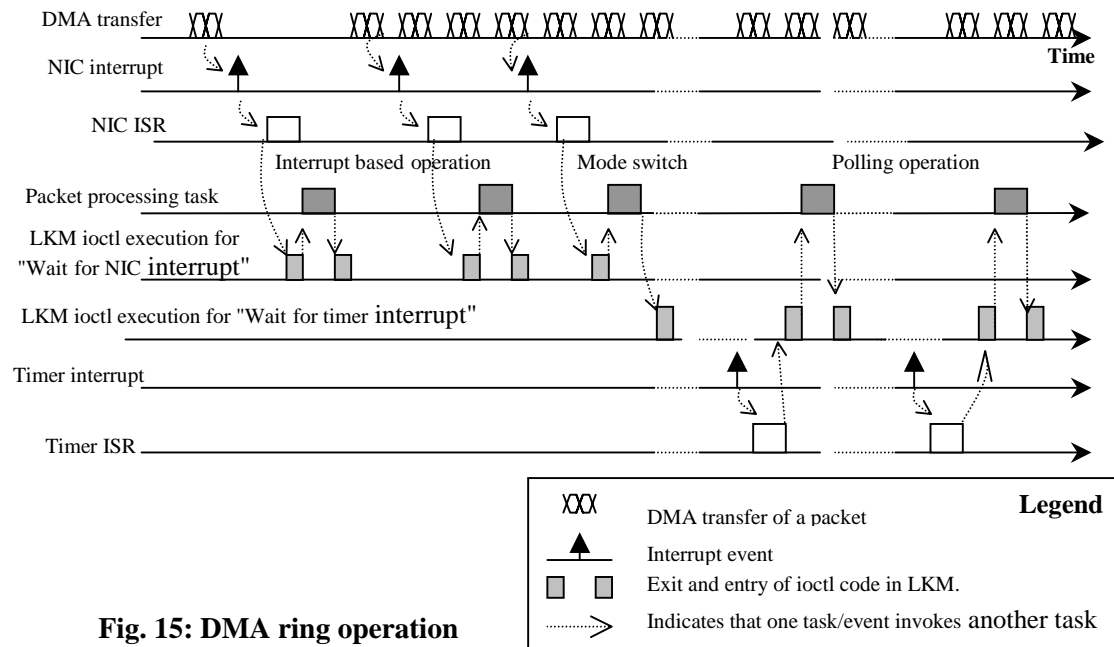 DMA transfer
Time
NIC interrupt
NIC ISR
Interrupt based operation
Mode switch
Polling operation
Packet processing task
LKM ioctl execution for
"Wait for NIC interrupt"
LKM ioctl execution for "Wait for timer interrupt"
Timer interrupt
Timer ISR
Legend
DMA transfer of a packet
Interrupt event
Exit and entry of ioctl code in LKM.
Indicates that one task/event invokes another task
Fig. 15: DMA ring operation